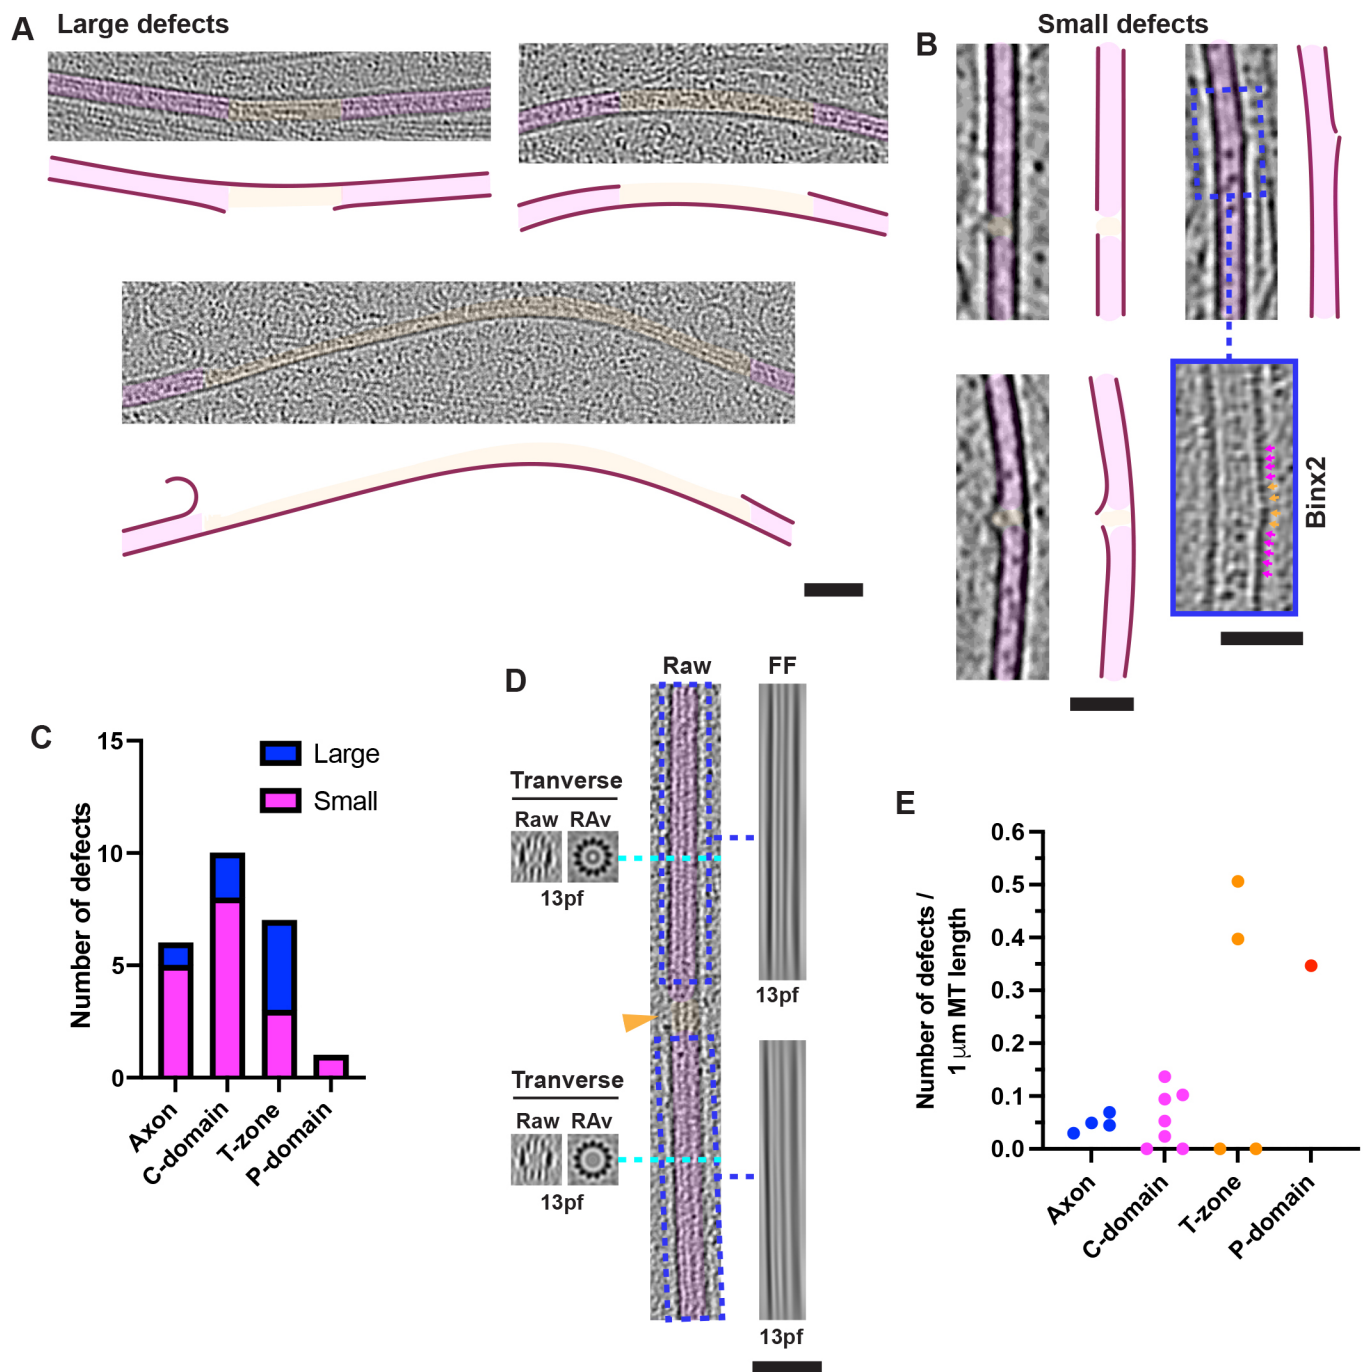 A Large defects
Small defects
B
Binx2
C
15
10
5
0
Number of defects
Large
Small
Axon
C-domain
T-zone
P-domain
D
Raw
FF
Tranverse
Raw RAv
13pf
13pf
Tranverse
Raw RAv
13pf
13pf
E
0.6
0.5
0.4
0.3
0.2
0.1
0.0
Number of defects /
1 μm MT length
Axon
C-domain
T-zone
P-domain